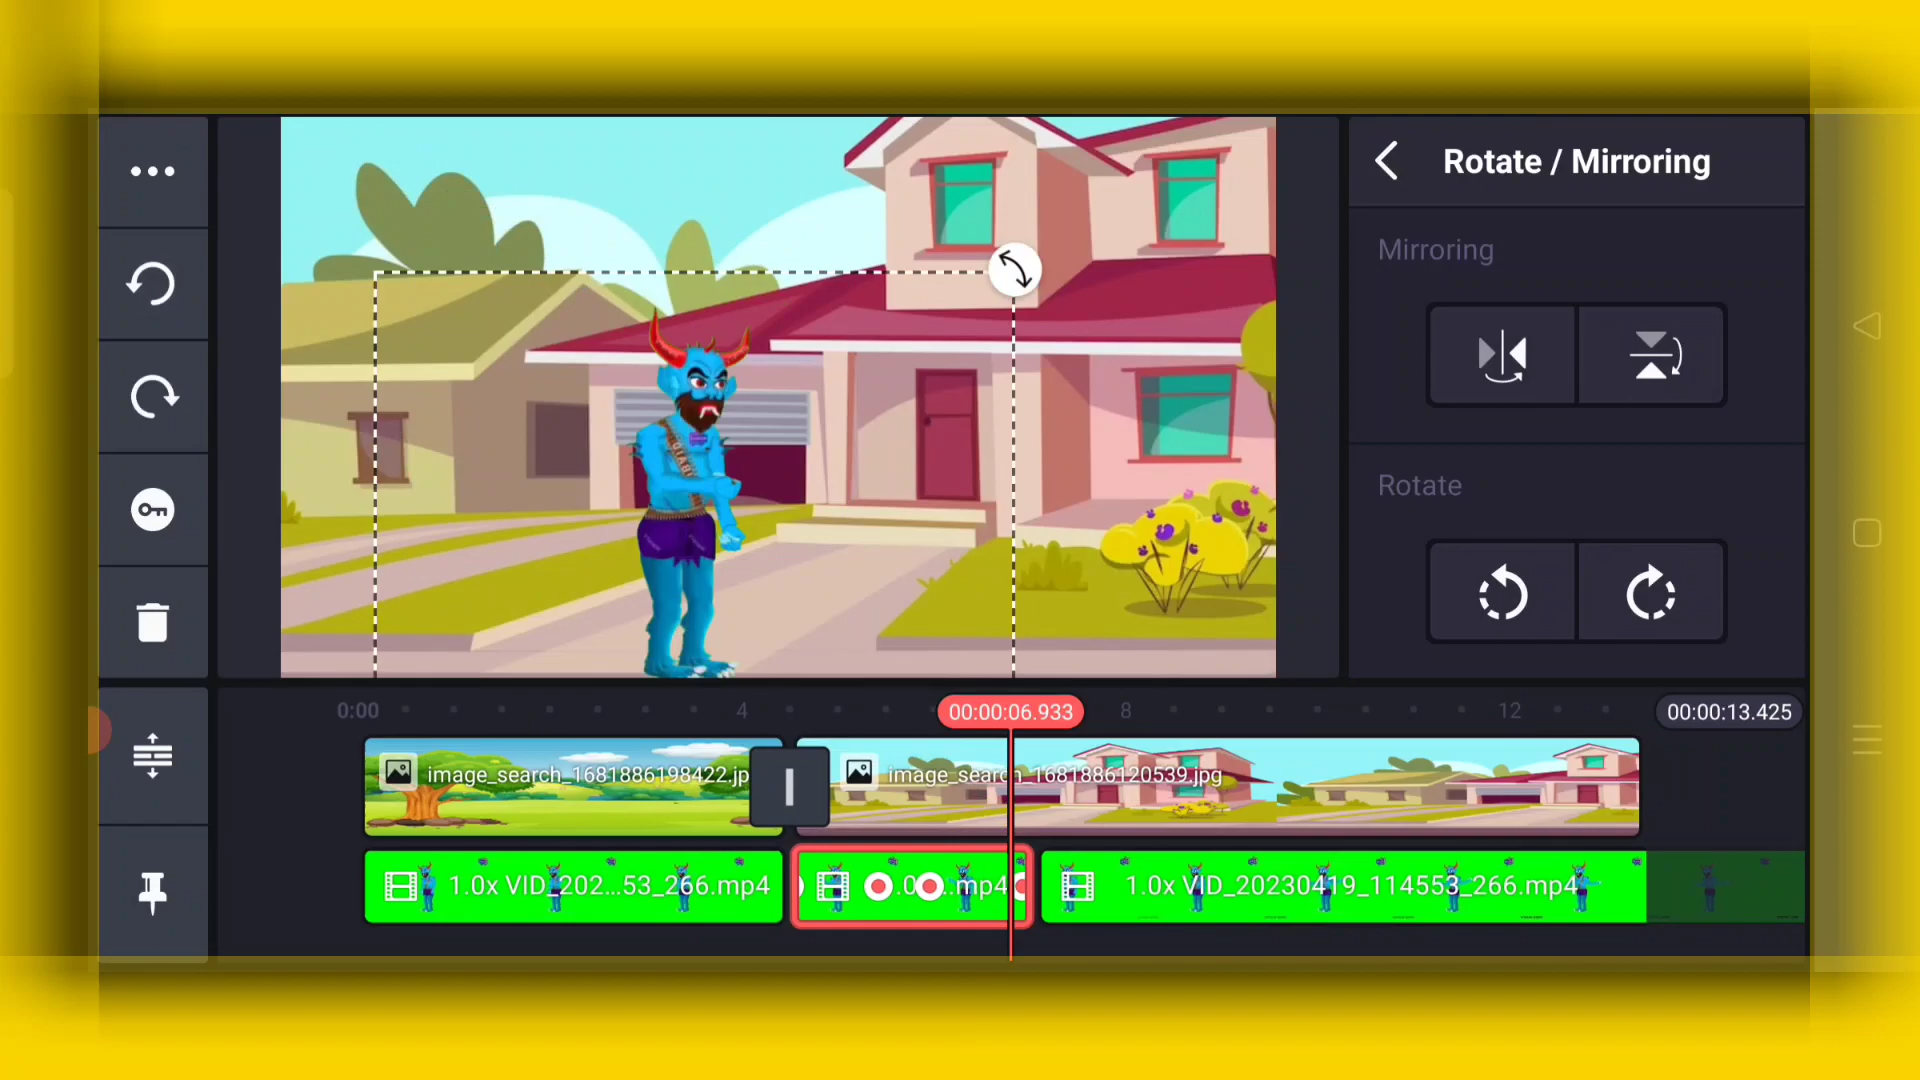 Rotate / Mirroring
Mirroring
Rotate
0:00
4
00:00:06.933
8
12
00:00:13.425
image_search_1681886198422.jp
image_search_1681886120539.jpg
1.0x VID_202...53_266.mp4
.0...mp4
1.0x VID_20230419_114553_266.mp4